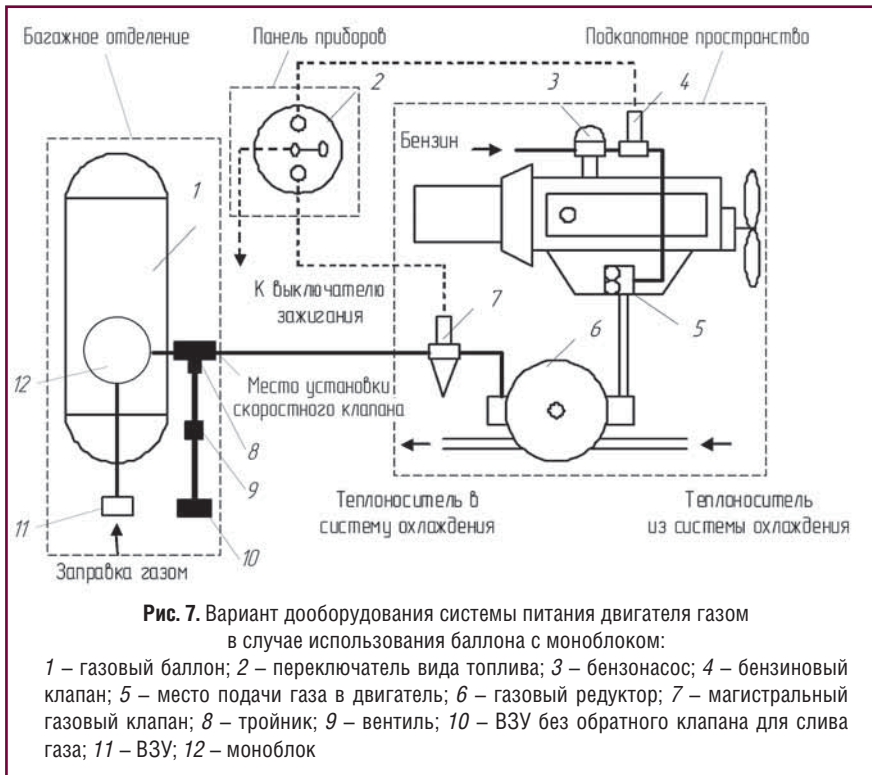 Багажное отделение
Панель приборов
Подкапотное пространство
2
3
4
Бензин
1
К выключателю
зажигания
7
6
5
12
Место установки
скоростного клапана
8
9
11
10
Заправка газом
Теплоноситель в
систему охлаждения
Теплоноситель
из системы охлаждения
Рис. 7. Вариант дооборудования системы питания двигателя газом
в случае использования баллона с моноблоком:
1 – газовый баллон; 2 – переключатель вида топлива; 3 – бензонасос; 4 – бензиновый
клапан; 5 – место подачи газа в двигатель; 6 – газовый редуктор; 7 – магистральный
газовый клапан; 8 – тройник; 9 – вентиль; 10 – ВЗУ без обратного клапана для слива
газа; 11 – ВЗУ; 12 – моноблок